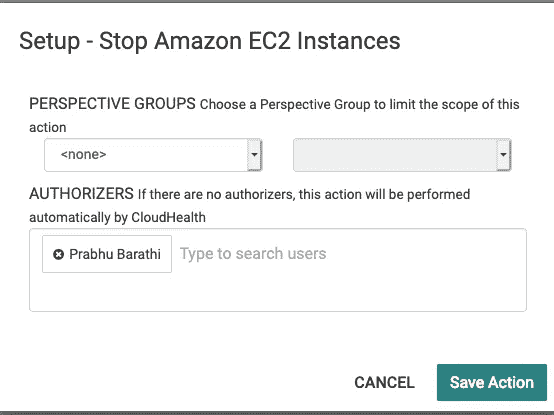 Setup - Stop Amazon EC2 Instances
PERSPECTIVE GROUPS Choose a Perspective Group to limit the scope of this
action
<none>
AUTHORIZERS If there are no authorizers, this action will be performed
automatically by CloudHealth
Prabhu Barathi Type to search users
CANCEL Save Action